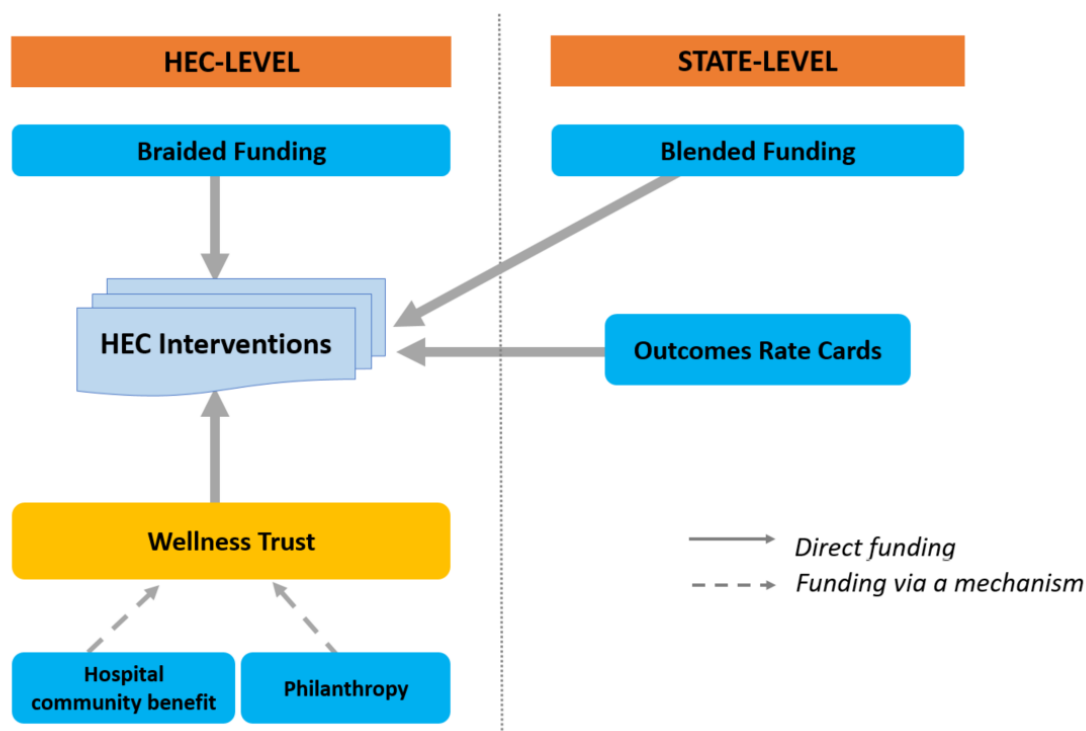 HEC-LEVEL
STATE-LEVEL
Braided Funding
Blended Funding
HEC Interventions
Outcomes Rate Cards
Wellness Trust
Direct funding
Funding via a mechanism
Hospital
community benefit
Philanthropy